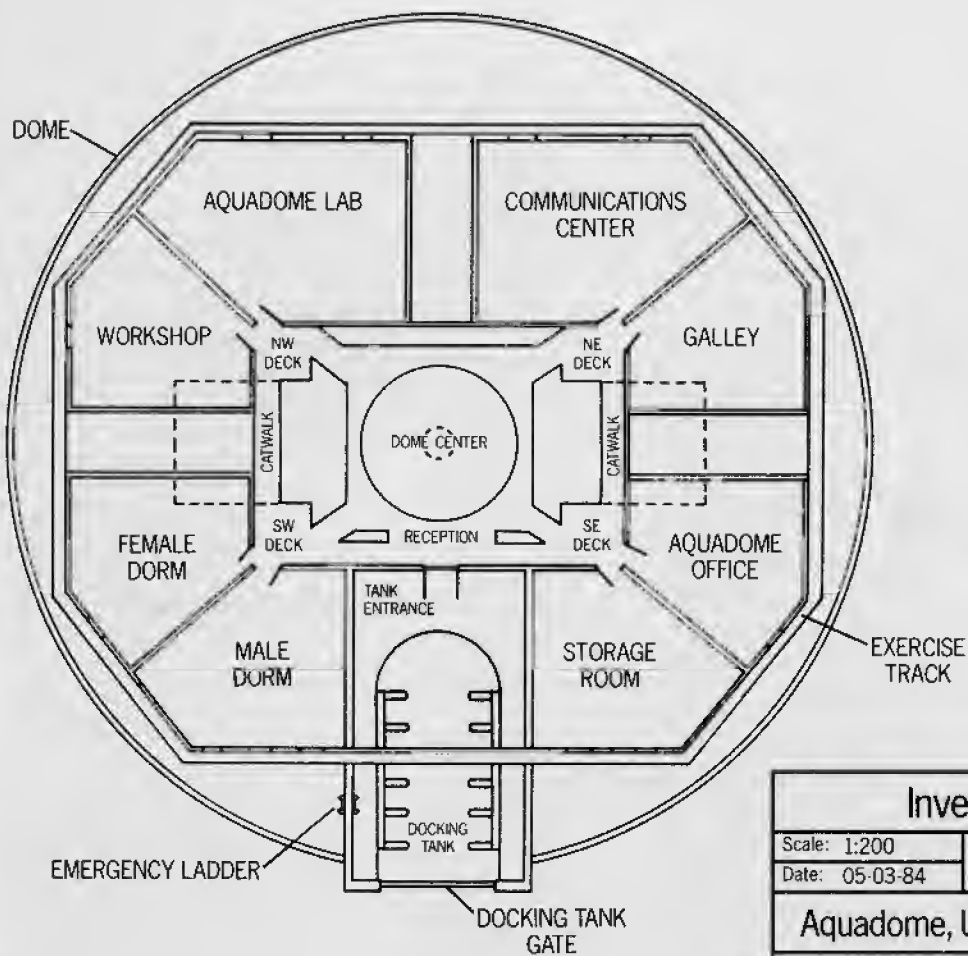 DOME
AQUADOME LAB
COMMUNICATIONS
CENTER
WORKSHOP
NW
DECK
NE
DECK
GALLEY
CATWALK
DOME CENTER
CATWALK
FEMALE
DORM
SW
DECK
RECEPTION
SE
DECK
AQUADOME
OFFICE
TANK
ENTRANCE
MALE
DORM
STORAGE
ROOM
EXERCISE
TRACK
DOCKING
TANK
EMERGENCY LADDER
DOCKING TANK
GATE
Inve
Scale: 1:200
Date: 05-03-84
Aquadome, U